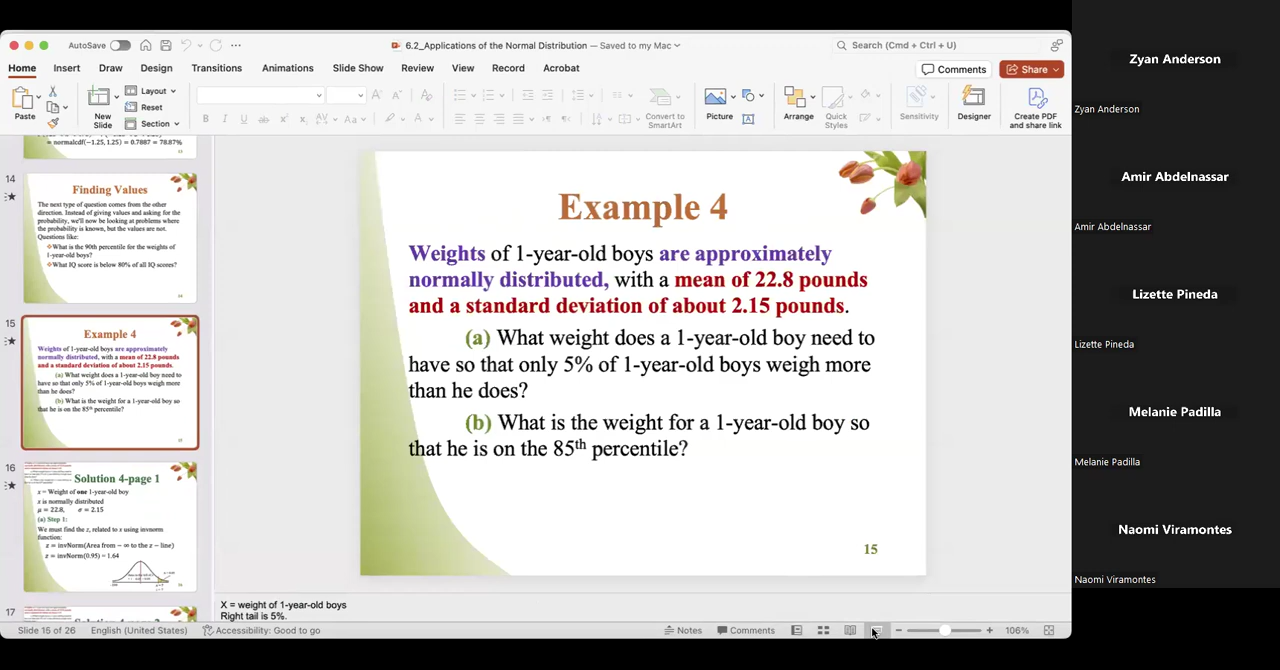 AutoSave
6.2_Applications of the Normal Distribution — Saved to my Mac
Search (Cmd + Ctrl + U)
Home Insert Draw Design Transitions Animations Slide Show Review View Record Acrobat
Comments Share
Paste
New Slide
Layout
Reset
Section
Convert to SmartArt
Picture
Arrange
Quick Styles
Sensitivity
Designer
Create PDF and share link
= normalcdf(−1.25, 1.25) = 0.7887 = 78.87%
14
Finding Values
The next type of question comes from the other
direction. Instead of giving values and asking for the
probability, we'll now be looking at problems where
the probability is known, but the values are not.
Questions like:
What is the 90th percentile for the weights of
1-year-old boys?
What IQ score is below 80% of all IQ scores?
14
15
Example 4
Weights of 1-year-old boys are approximately
normally distributed, with a mean of 22.8 pounds
and a standard deviation of about 2.15 pounds.
(a) What weight does a 1-year-old boy need to
have so that only 5% of 1-year-old boys weigh more
than he does?
(b) What is the weight for a 1-year-old boy so
that he is on the 85th percentile?
15
16
Solution 4-page 1
x = Weight of one 1-year-old boy
x is normally distributed
μ = 22.8, σ = 2.15
(a) Step 1:
We must find the z, related to x using invnorm
function:
z = invNorm(Area from − ∞ to the z − line)
z = invNorm(0.95) = 1.64
16
17
Example 4
Weights of 1-year-old boys are approximately
normally distributed, with a mean of 22.8 pounds
and a standard deviation of about 2.15 pounds.
(a) What weight does a 1-year-old boy need to
have so that only 5% of 1-year-old boys weigh more
than he does?
(b) What is the weight for a 1-year-old boy so
that he is on the 85th percentile?
15
X = weight of 1-year-old boys
Right tail is 5%.
Slide 15 of 26 English (United States) Accessibility: Good to go
Notes Comments 106%
Zyan Anderson
Zyan Anderson
Amir Abdelnassar
Amir Abdelnassar
Lizette Pineda
Lizette Pineda
Melanie Padilla
Melanie Padilla
Naomi Viramontes
Naomi Viramontes